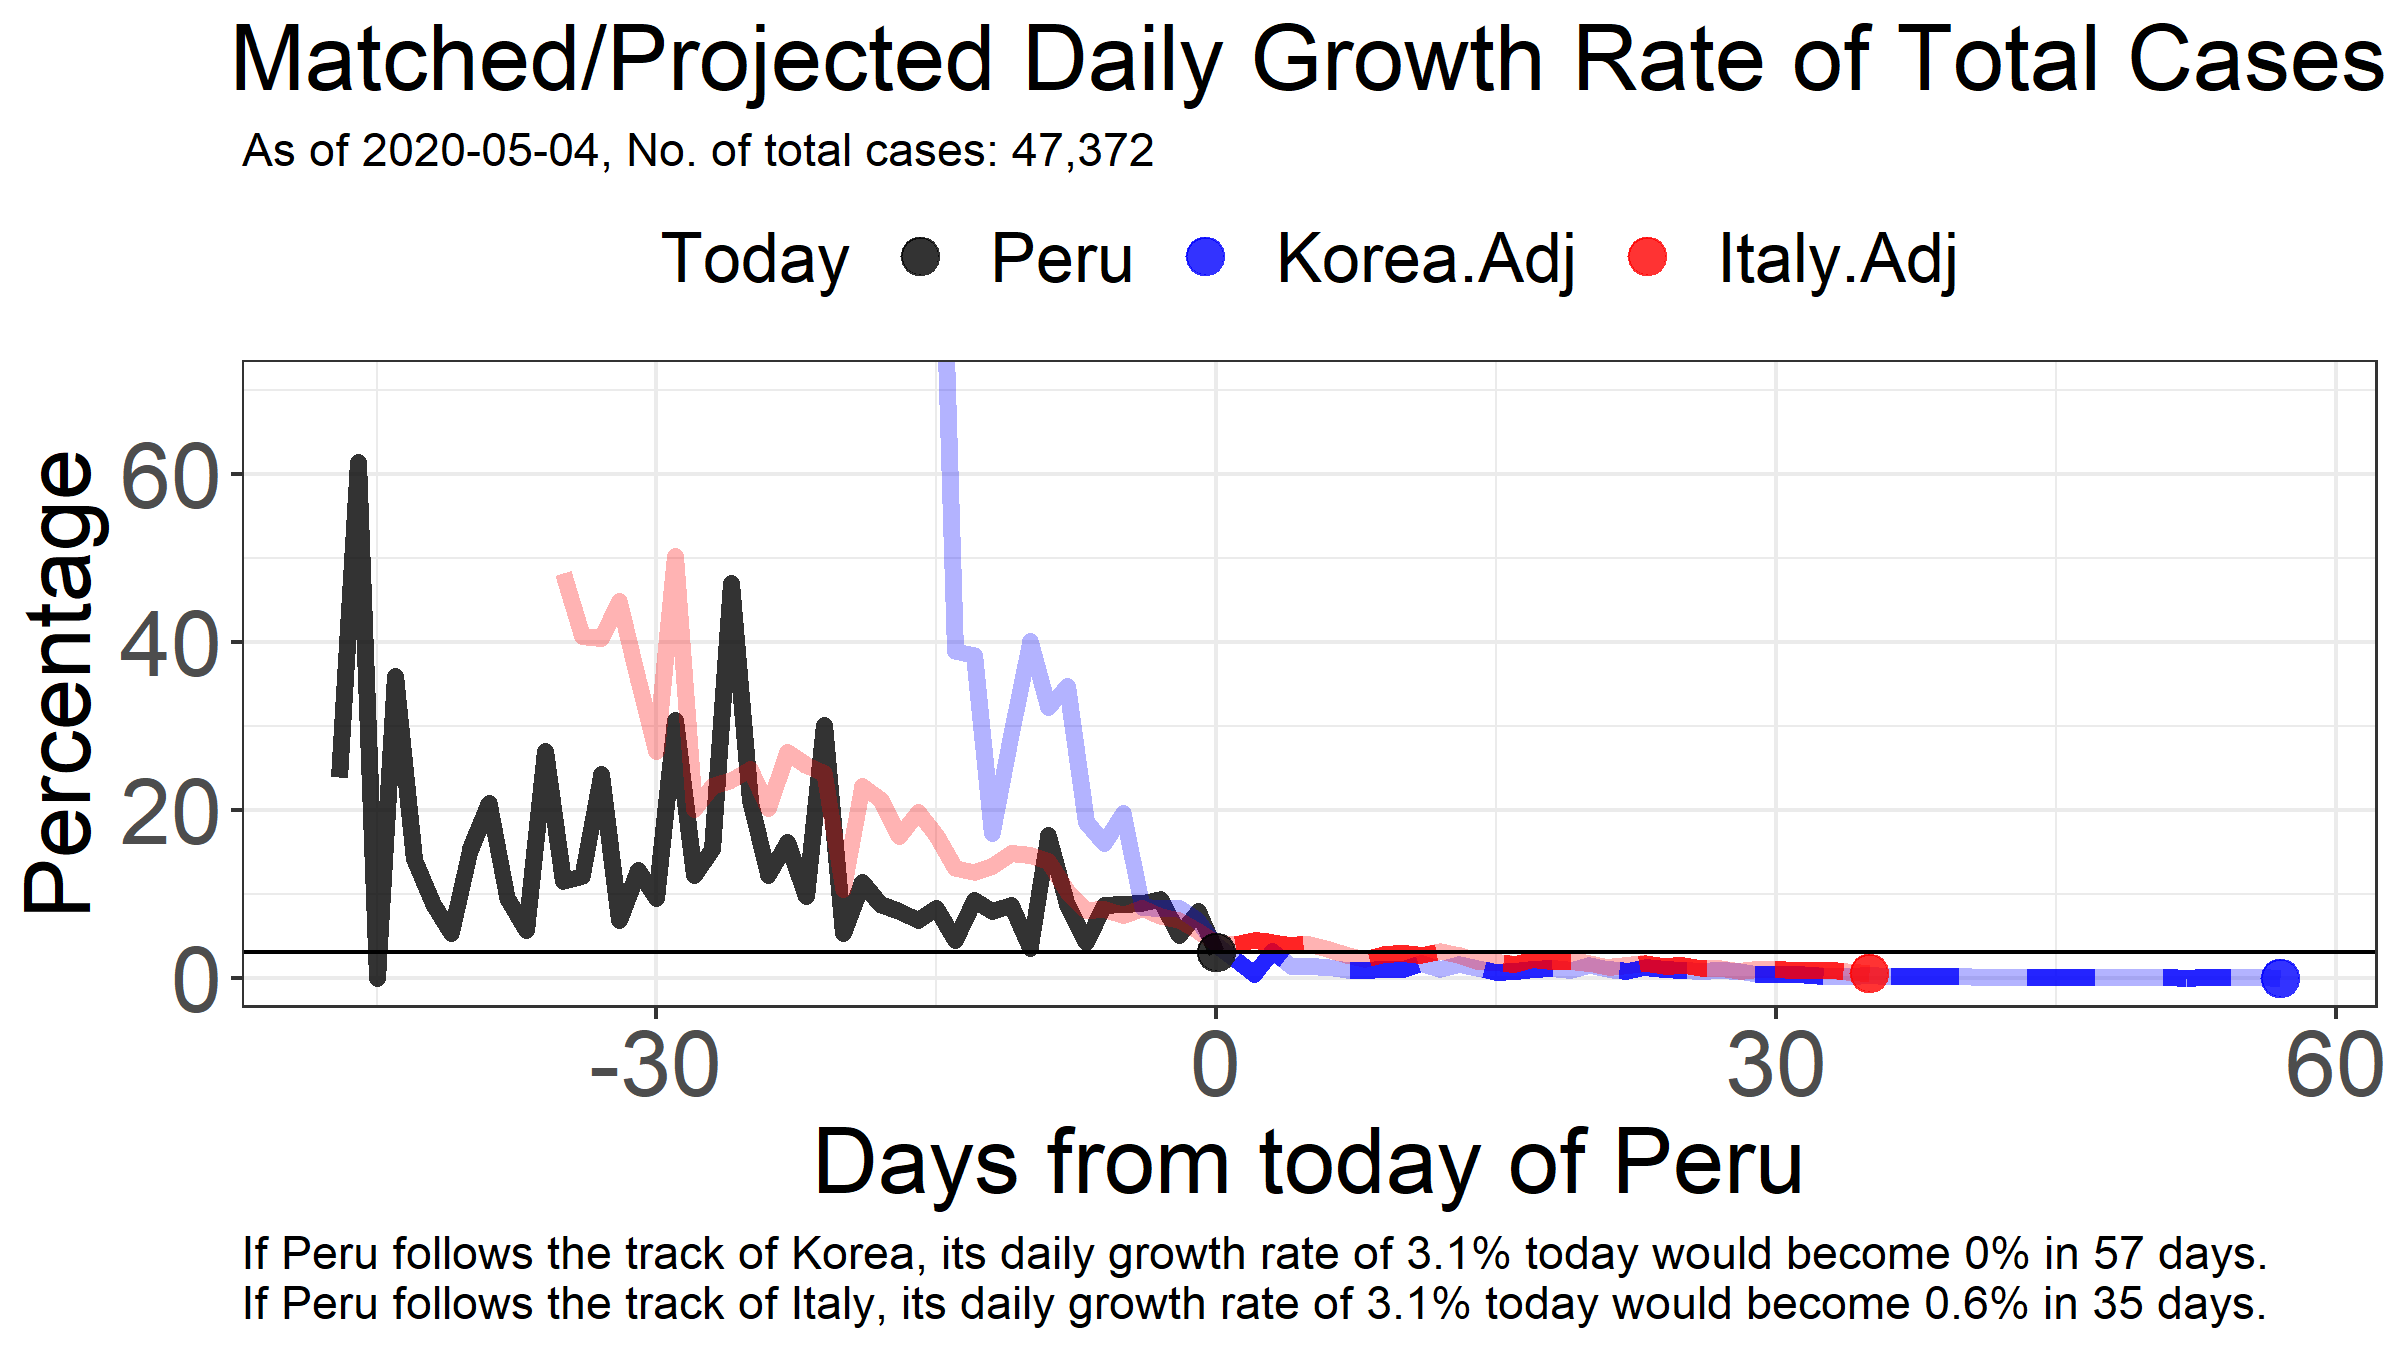 Matched/Projected Daily Growth Rate of Total Cases
As of 2020-05-04, No. of total cases: 47,372
Today Peru Korea.Adj Italy.Adj
Percentage
60
40
20
0
-30 0 30 60
Days from today of Peru
If Peru follows the track of Korea, its daily growth rate of 3.1% today would become 0% in 57 days.
If Peru follows the track of Italy, its daily growth rate of 3.1% today would become 0.6% in 35 days.